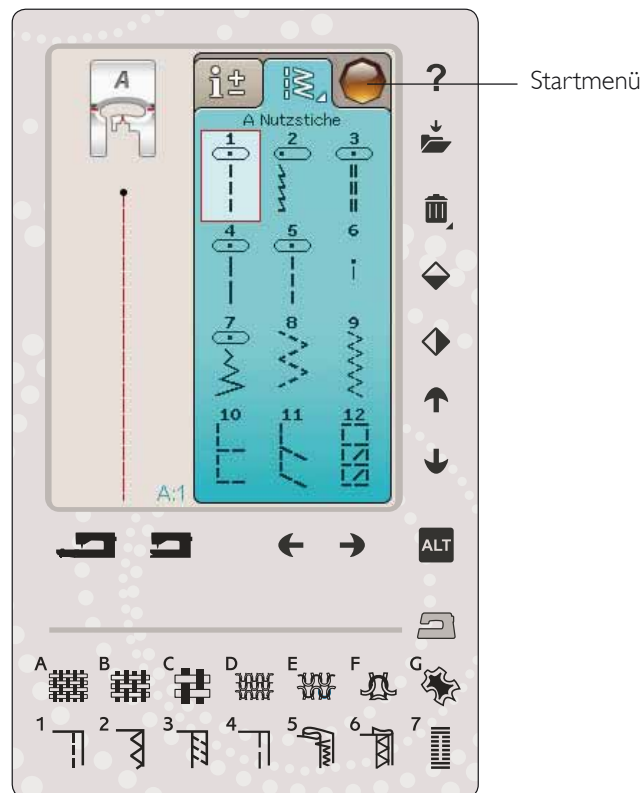 A
i±
Startmenü
?
A Nutzstiche
1 2 3
4 5 6
7 8 9
10 11 12
A:1
ALT
A B C D E F G
1 2 3 4 5 6 7